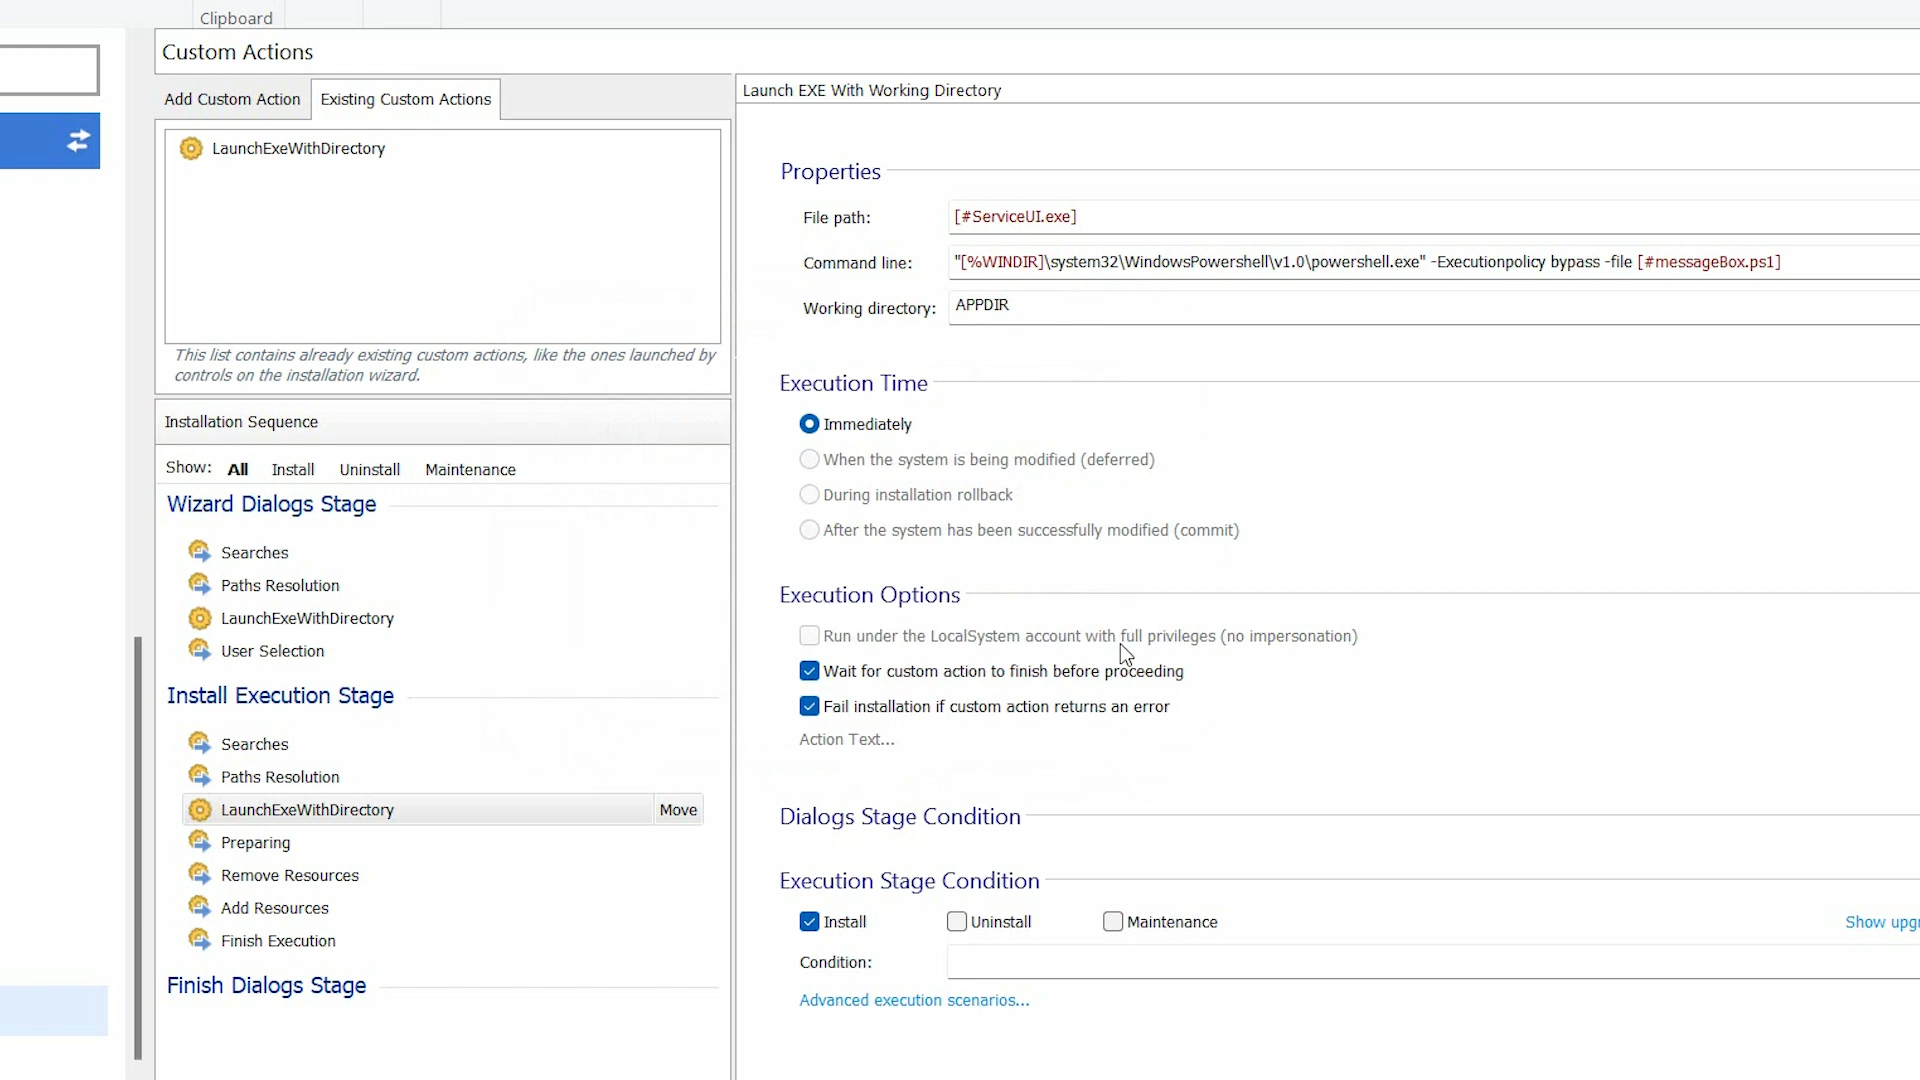 Clipboard
Custom Actions
Add Custom Action
Existing Custom Actions
LaunchExeWithDirectory
This list contains already existing custom actions, like the ones launched by
controls on the installation wizard.
Installation Sequence
Show: All Install Uninstall Maintenance
Wizard Dialogs Stage
Searches
Paths Resolution
LaunchExeWithDirectory
User Selection
Install Execution Stage
Searches
Paths Resolution
LaunchExeWithDirectory Move
Preparing
Remove Resources
Add Resources
Finish Execution
Finish Dialogs Stage
Launch EXE With Working Directory
Properties
File path: [#ServiceUI.exe]
Command line: "[%WINDIR]\system32\WindowsPowershell\v1.0\powershell.exe" -Executionpolicy bypass -file [#messageBox.ps1]
Working directory: APPDIR
Execution Time
Immediately
When the system is being modified (deferred)
During installation rollback
After the system has been successfully modified (commit)
Execution Options
Run under the LocalSystem account with full privileges (no impersonation)
Wait for custom action to finish before proceeding
Fail installation if custom action returns an error
Action Text...
Dialogs Stage Condition
Execution Stage Condition
Install Uninstall Maintenance Show upgr
Condition:
Advanced execution scenarios...